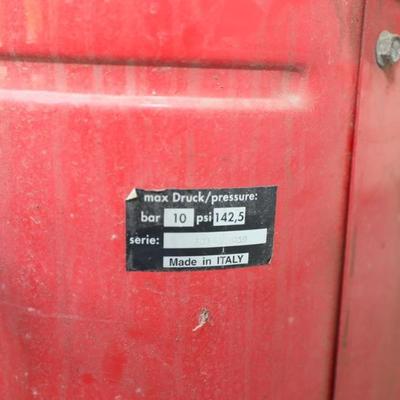 max Druck/pressure:
bar 10 psi 142,5
serie:
Made in ITALY